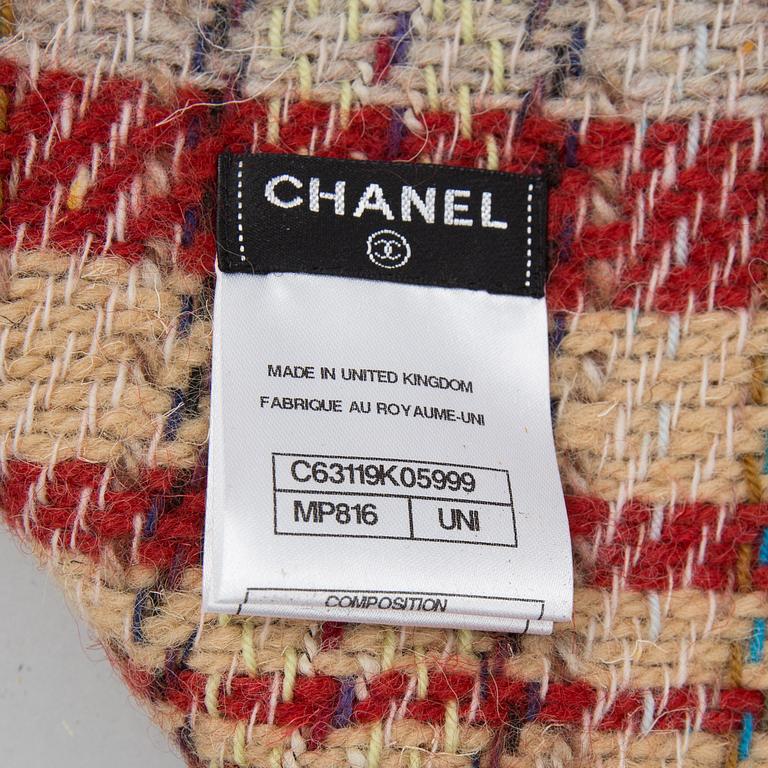 CHANEL
MADE IN UNITED KINGDOM
FABRIQUE AU ROYAUME-UNI
C63119K05999
MP816 UNI
COMPOSITION